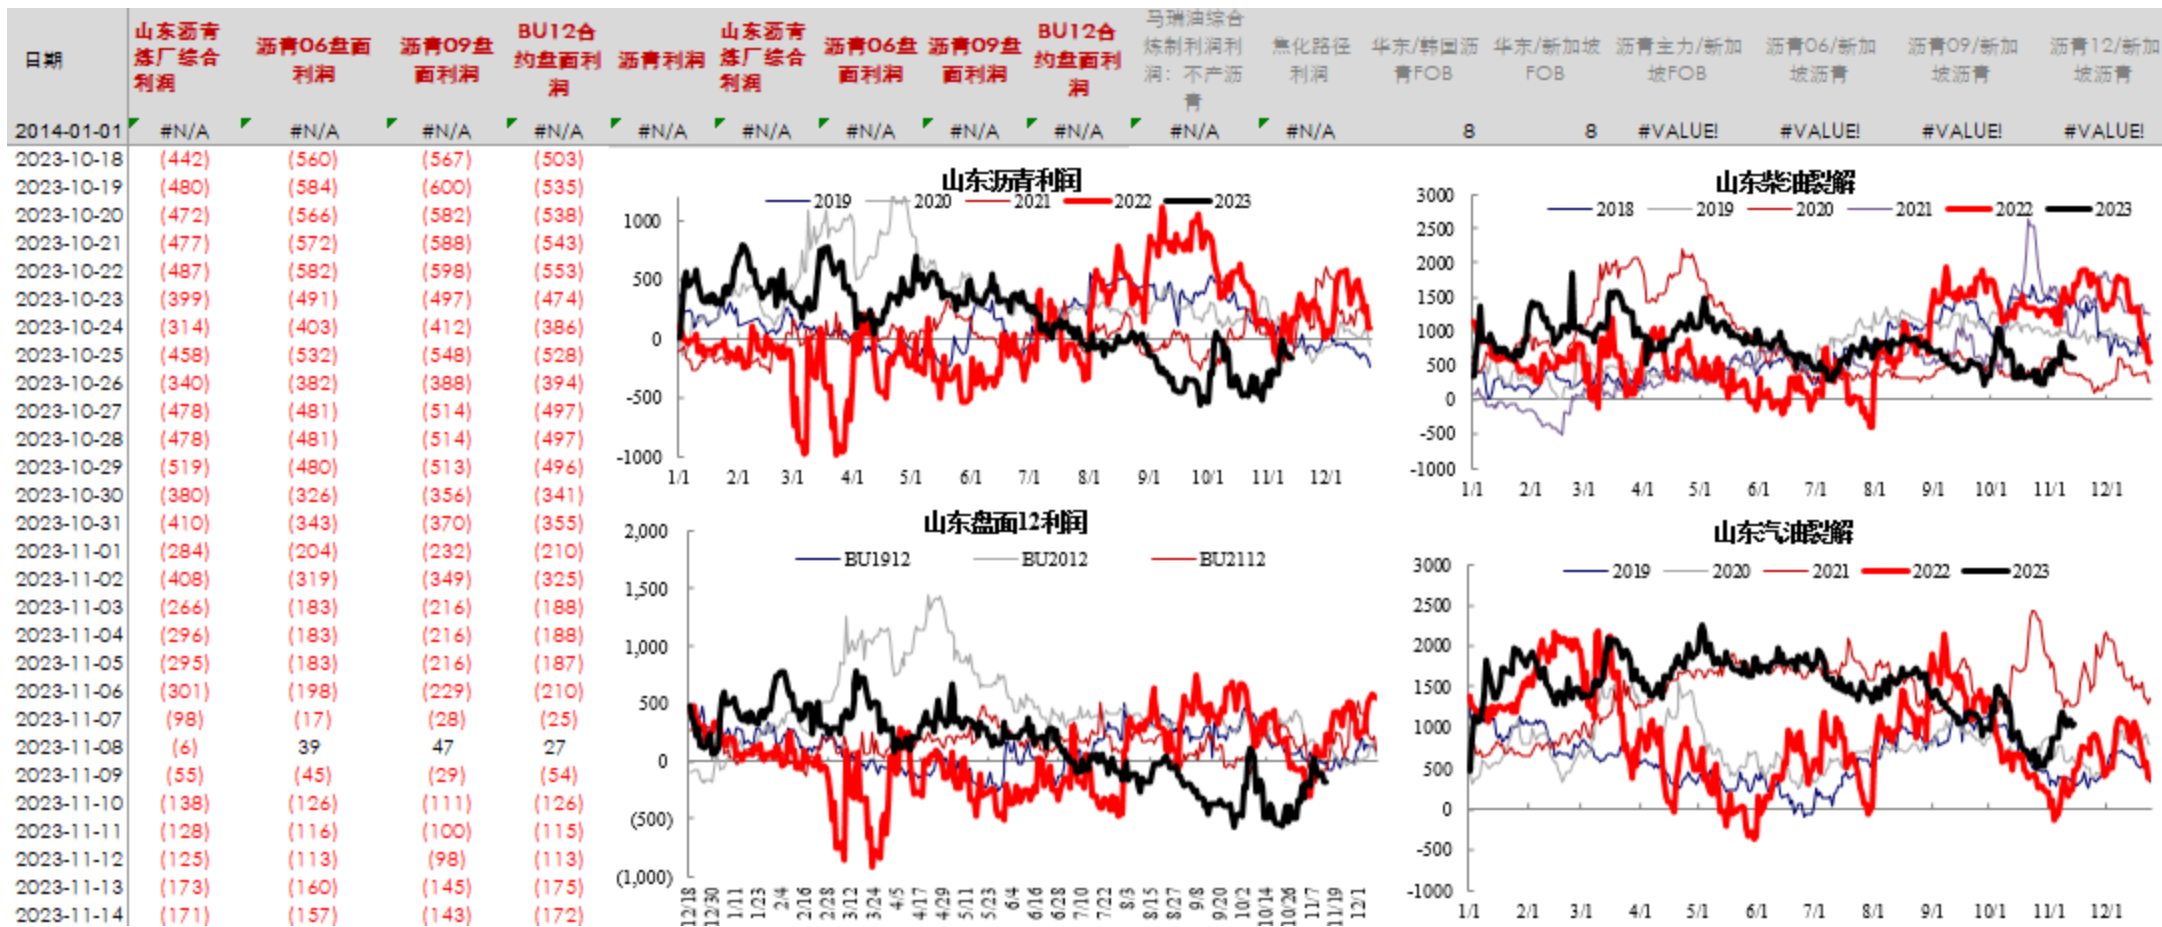 日期	山东沥青炼厂综合利润	沥青06盘面利润	沥青09盘面利润	BU12合约盘面利润	沥青利润	山东沥青炼厂综合利润	沥青06盘面利润	沥青09盘面利润	BU12合约盘面利润	马瑞油综合炼制利润利润：不产沥青	焦化路径利润	华东/韩国沥青FOB	华东/新加坡FOB	沥青主力/新加坡FOB	沥青06/新加坡沥青	沥青09/新加坡沥青	沥青12/新加坡沥青
2014-01-01	#N/A	#N/A	#N/A	#N/A	#N/A	#N/A	#N/A	#N/A	#N/A	#N/A	#N/A	8	8	#VALUE!	#VALUE!	#VALUE!	#VALUE!
2023-10-18	(442)	(560)	(567)	(503)
2023-10-19	(480)	(584)	(600)	(535)
2023-10-20	(472)	(566)	(582)	(538)
2023-10-21	(477)	(572)	(588)	(543)
2023-10-22	(487)	(582)	(598)	(553)
2023-10-23	(399)	(491)	(497)	(474)
2023-10-24	(314)	(403)	(412)	(386)
2023-10-25	(458)	(532)	(548)	(528)
2023-10-26	(340)	(382)	(388)	(394)
2023-10-27	(478)	(481)	(514)	(497)
2023-10-28	(478)	(481)	(514)	(497)
2023-10-29	(519)	(480)	(513)	(496)
2023-10-30	(380)	(326)	(356)	(341)
2023-10-31	(410)	(343)	(370)	(355)
2023-11-01	(284)	(204)	(232)	(210)
2023-11-02	(408)	(319)	(349)	(325)
2023-11-03	(266)	(183)	(216)	(188)
2023-11-04	(296)	(183)	(216)	(188)
2023-11-05	(295)	(183)	(216)	(187)
2023-11-06	(301)	(198)	(229)	(210)
2023-11-07	(98)	(17)	(28)	(25)
2023-11-08	(6)	39	47	27
2023-11-09	(55)	(45)	(29)	(54)
2023-11-10	(138)	(126)	(111)	(126)
2023-11-11	(128)	(116)	(100)	(115)
2023-11-12	(125)	(113)	(98)	(113)
2023-11-13	(173)	(160)	(145)	(175)
2023-11-14	(171)	(157)	(143)	(172)
山东沥青利润
2019 2020 2021 2022 2023
1000
500
0
-500
-1000
1/1 2/1 3/1 4/1 5/1 6/1 7/1 8/1 9/1 10/1 11/1 12/1
山东柴油裂解
2018 2019 2020 2021 2022 2023
3000
2500
2000
1500
1000
500
0
-500
-1000
1/1 2/1 3/1 4/1 5/1 6/1 7/1 8/1 9/1 10/1 11/1 12/1
山东盘面12利润
BU1912 BU2012 BU2112
2,000
1,500
1,000
500
0
(500)
(1,000)
12/18 12/30 1/11 1/23 2/4 2/16 2/28 3/12 3/24 4/5 4/17 4/29 5/11 5/23 6/4 6/16 6/28 7/10 7/22 8/3 8/15 8/27 9/8 9/20 10/2 10/14 10/26 11/7 11/19 12/1
山东汽油裂解
2019 2020 2021 2022 2023
3000
2500
2000
1500
1000
500
0
-500
-1000
1/1 2/1 3/1 4/1 5/1 6/1 7/1 8/1 9/1 10/1 11/1 12/1